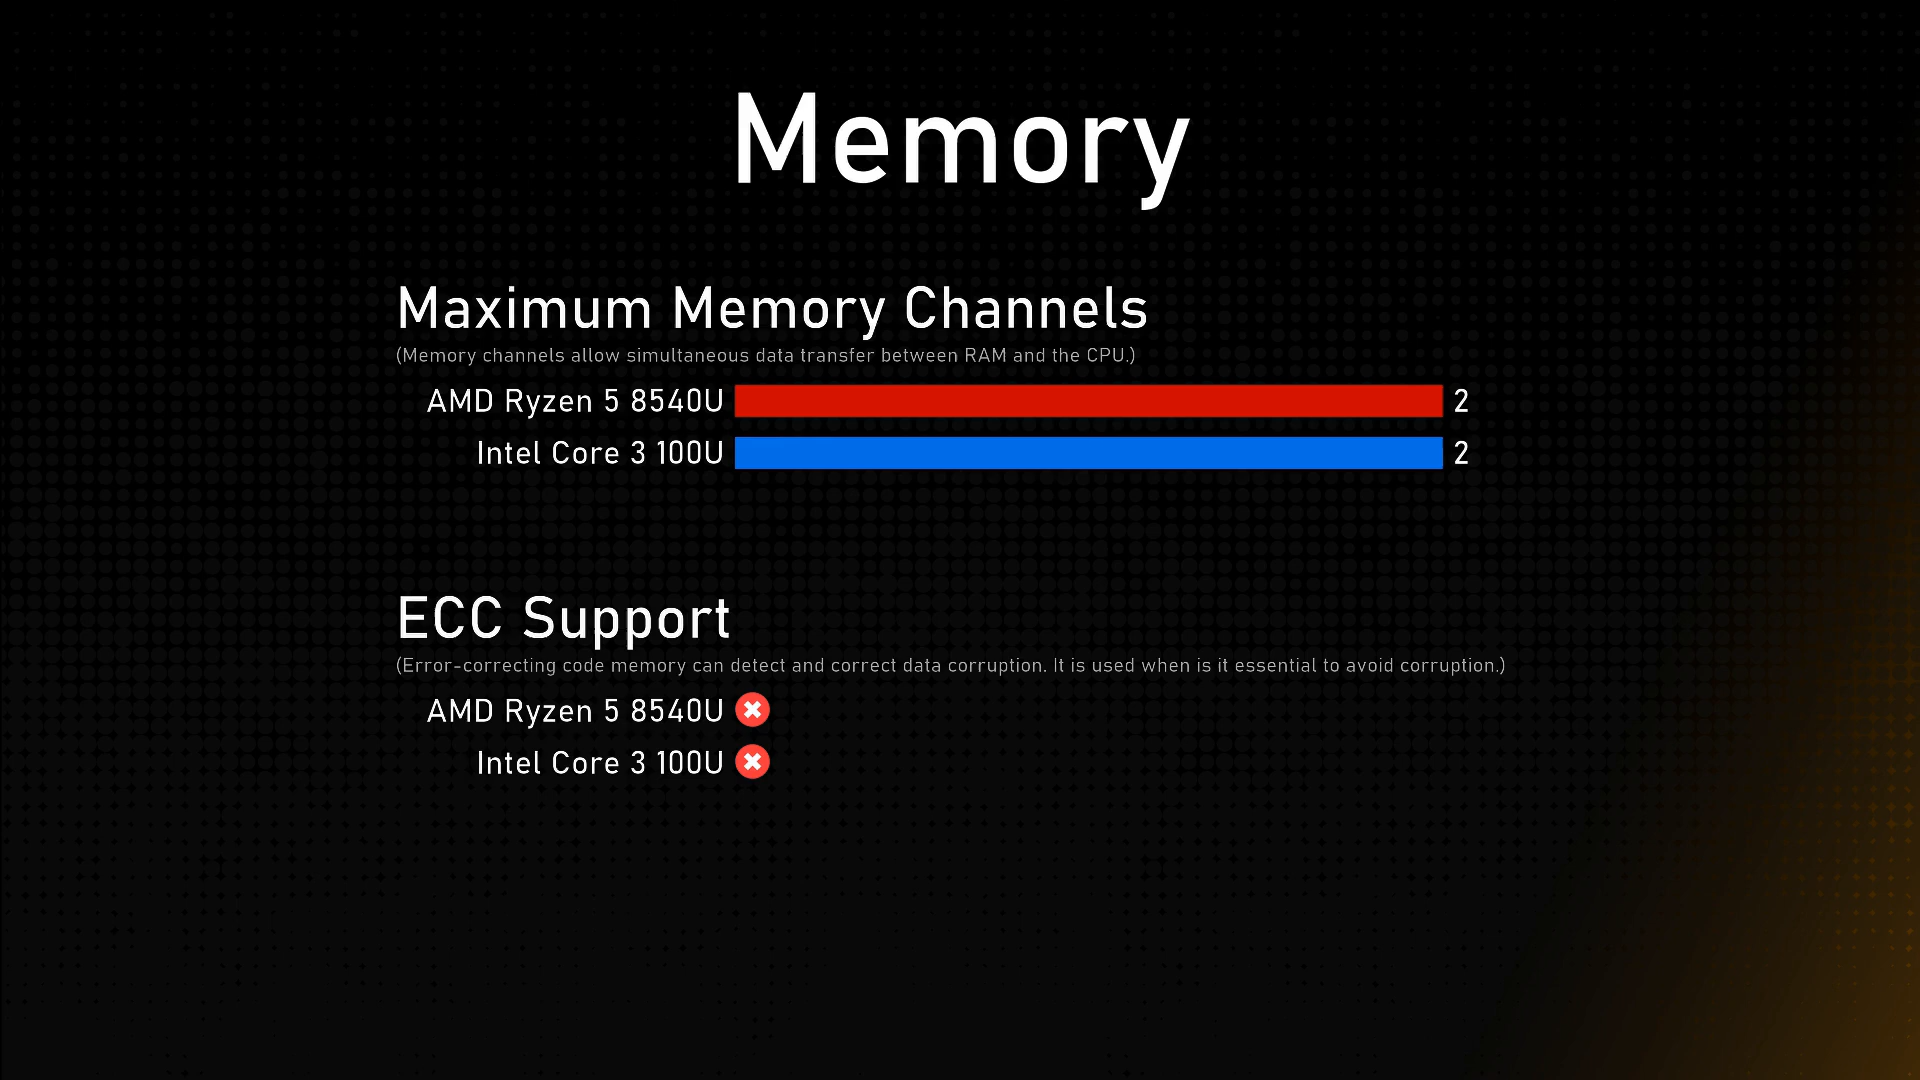 Memory
Maximum Memory Channels
(Memory channels allow simultaneous data transfer between RAM and the CPU.)
AMD Ryzen 5 8540U 2
Intel Core 3 100U 2
ECC Support
(Error-correcting code memory can detect and correct data corruption. It is used when is it essential to avoid corruption.)
AMD Ryzen 5 8540U
Intel Core 3 100U